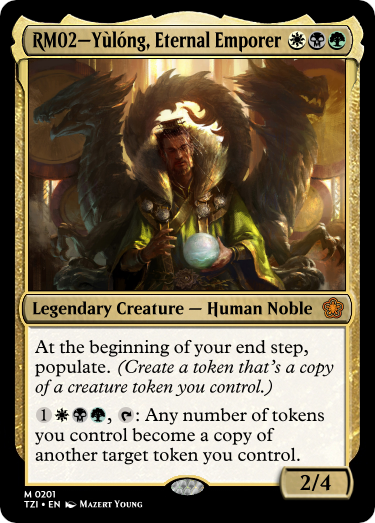 RM02–Yùlóng, Eternal Emporer
Legendary Creature — Human Noble
At the beginning of your end step,
populate. (Create a token that's a copy
of a creature token you control.)
1, : Any number of tokens
you control become a copy of
another target token you control.
2/4
M 0201
TZI • EN Mazert Young